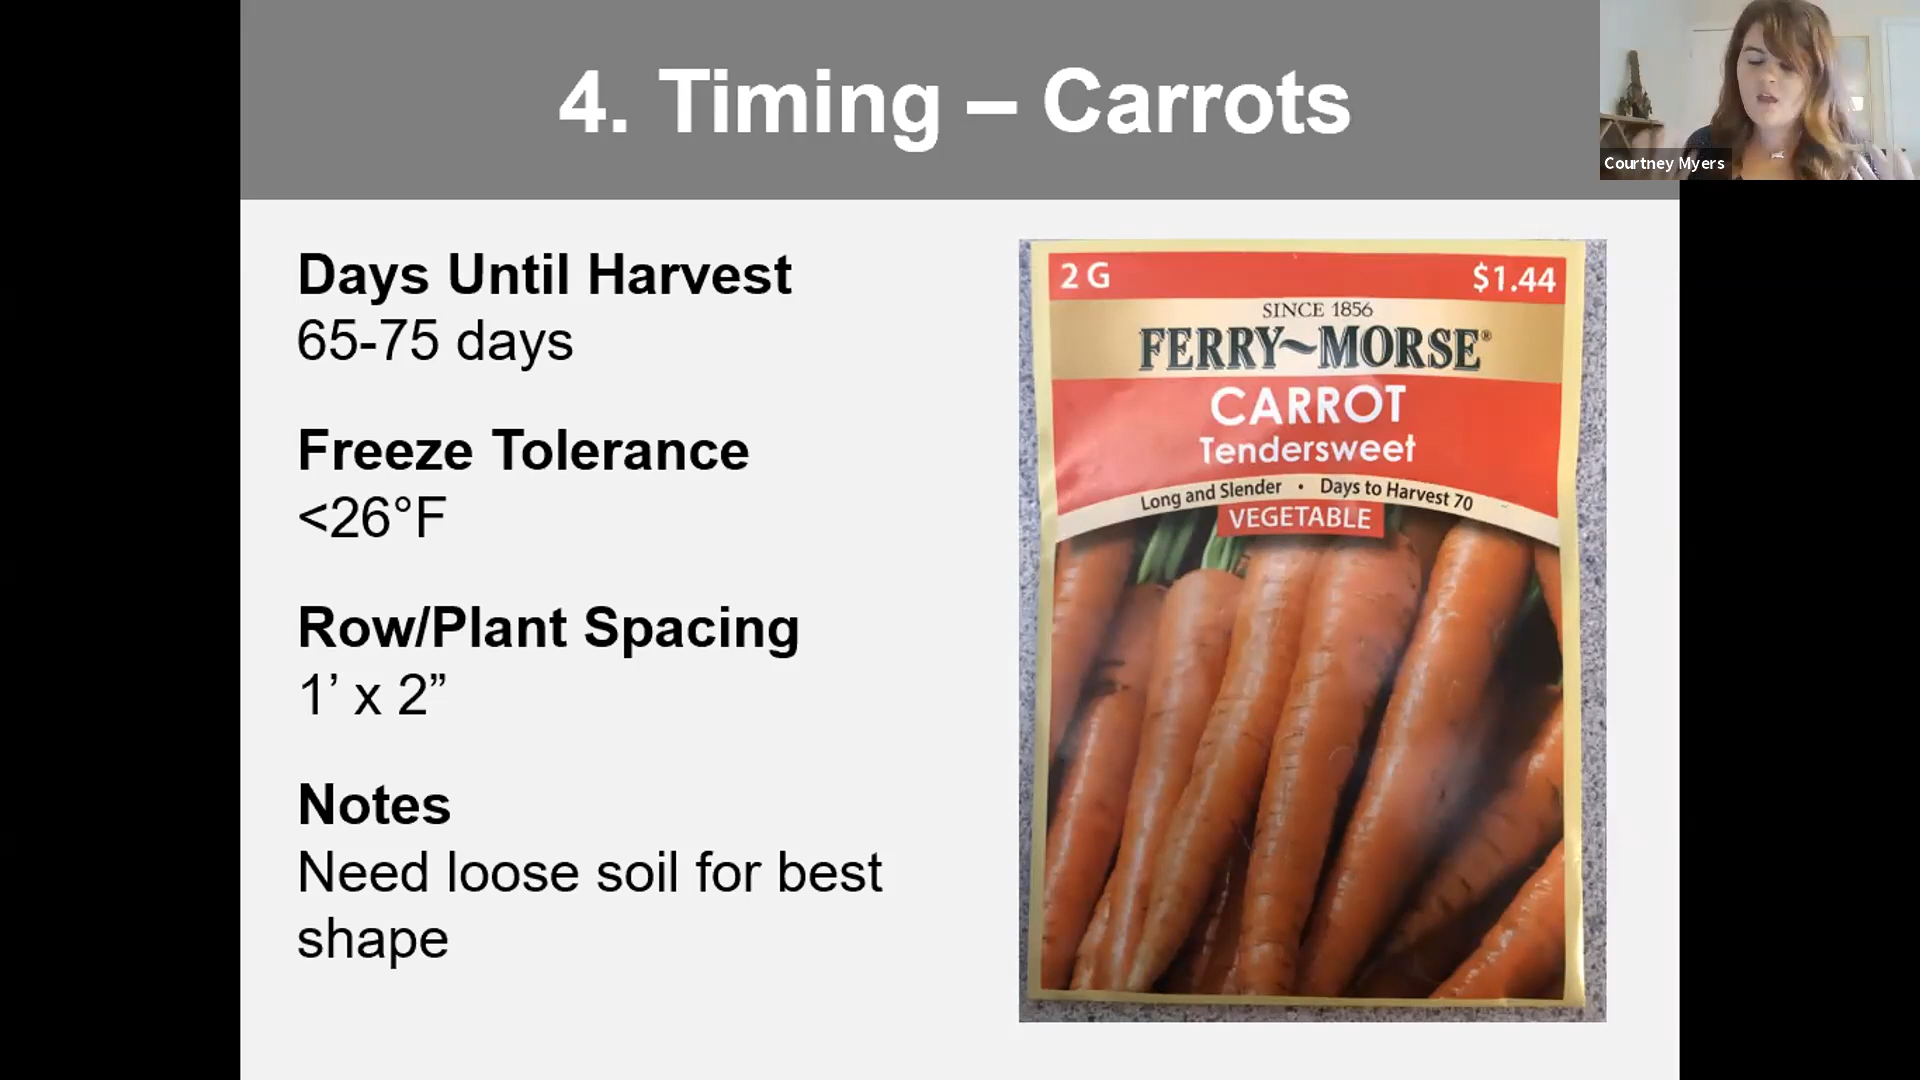 4. Timing – Carrots
Courtney Myers
Days Until Harvest
65-75 days
Freeze Tolerance
<26°F
Row/Plant Spacing
1’ x 2”
Notes
Need loose soil for best
shape
2 G
$1.44
SINCE 1856
FERRY~MORSE®
CARROT
Tendersweet
Long and Slender • Days to Harvest 70
VEGETABLE